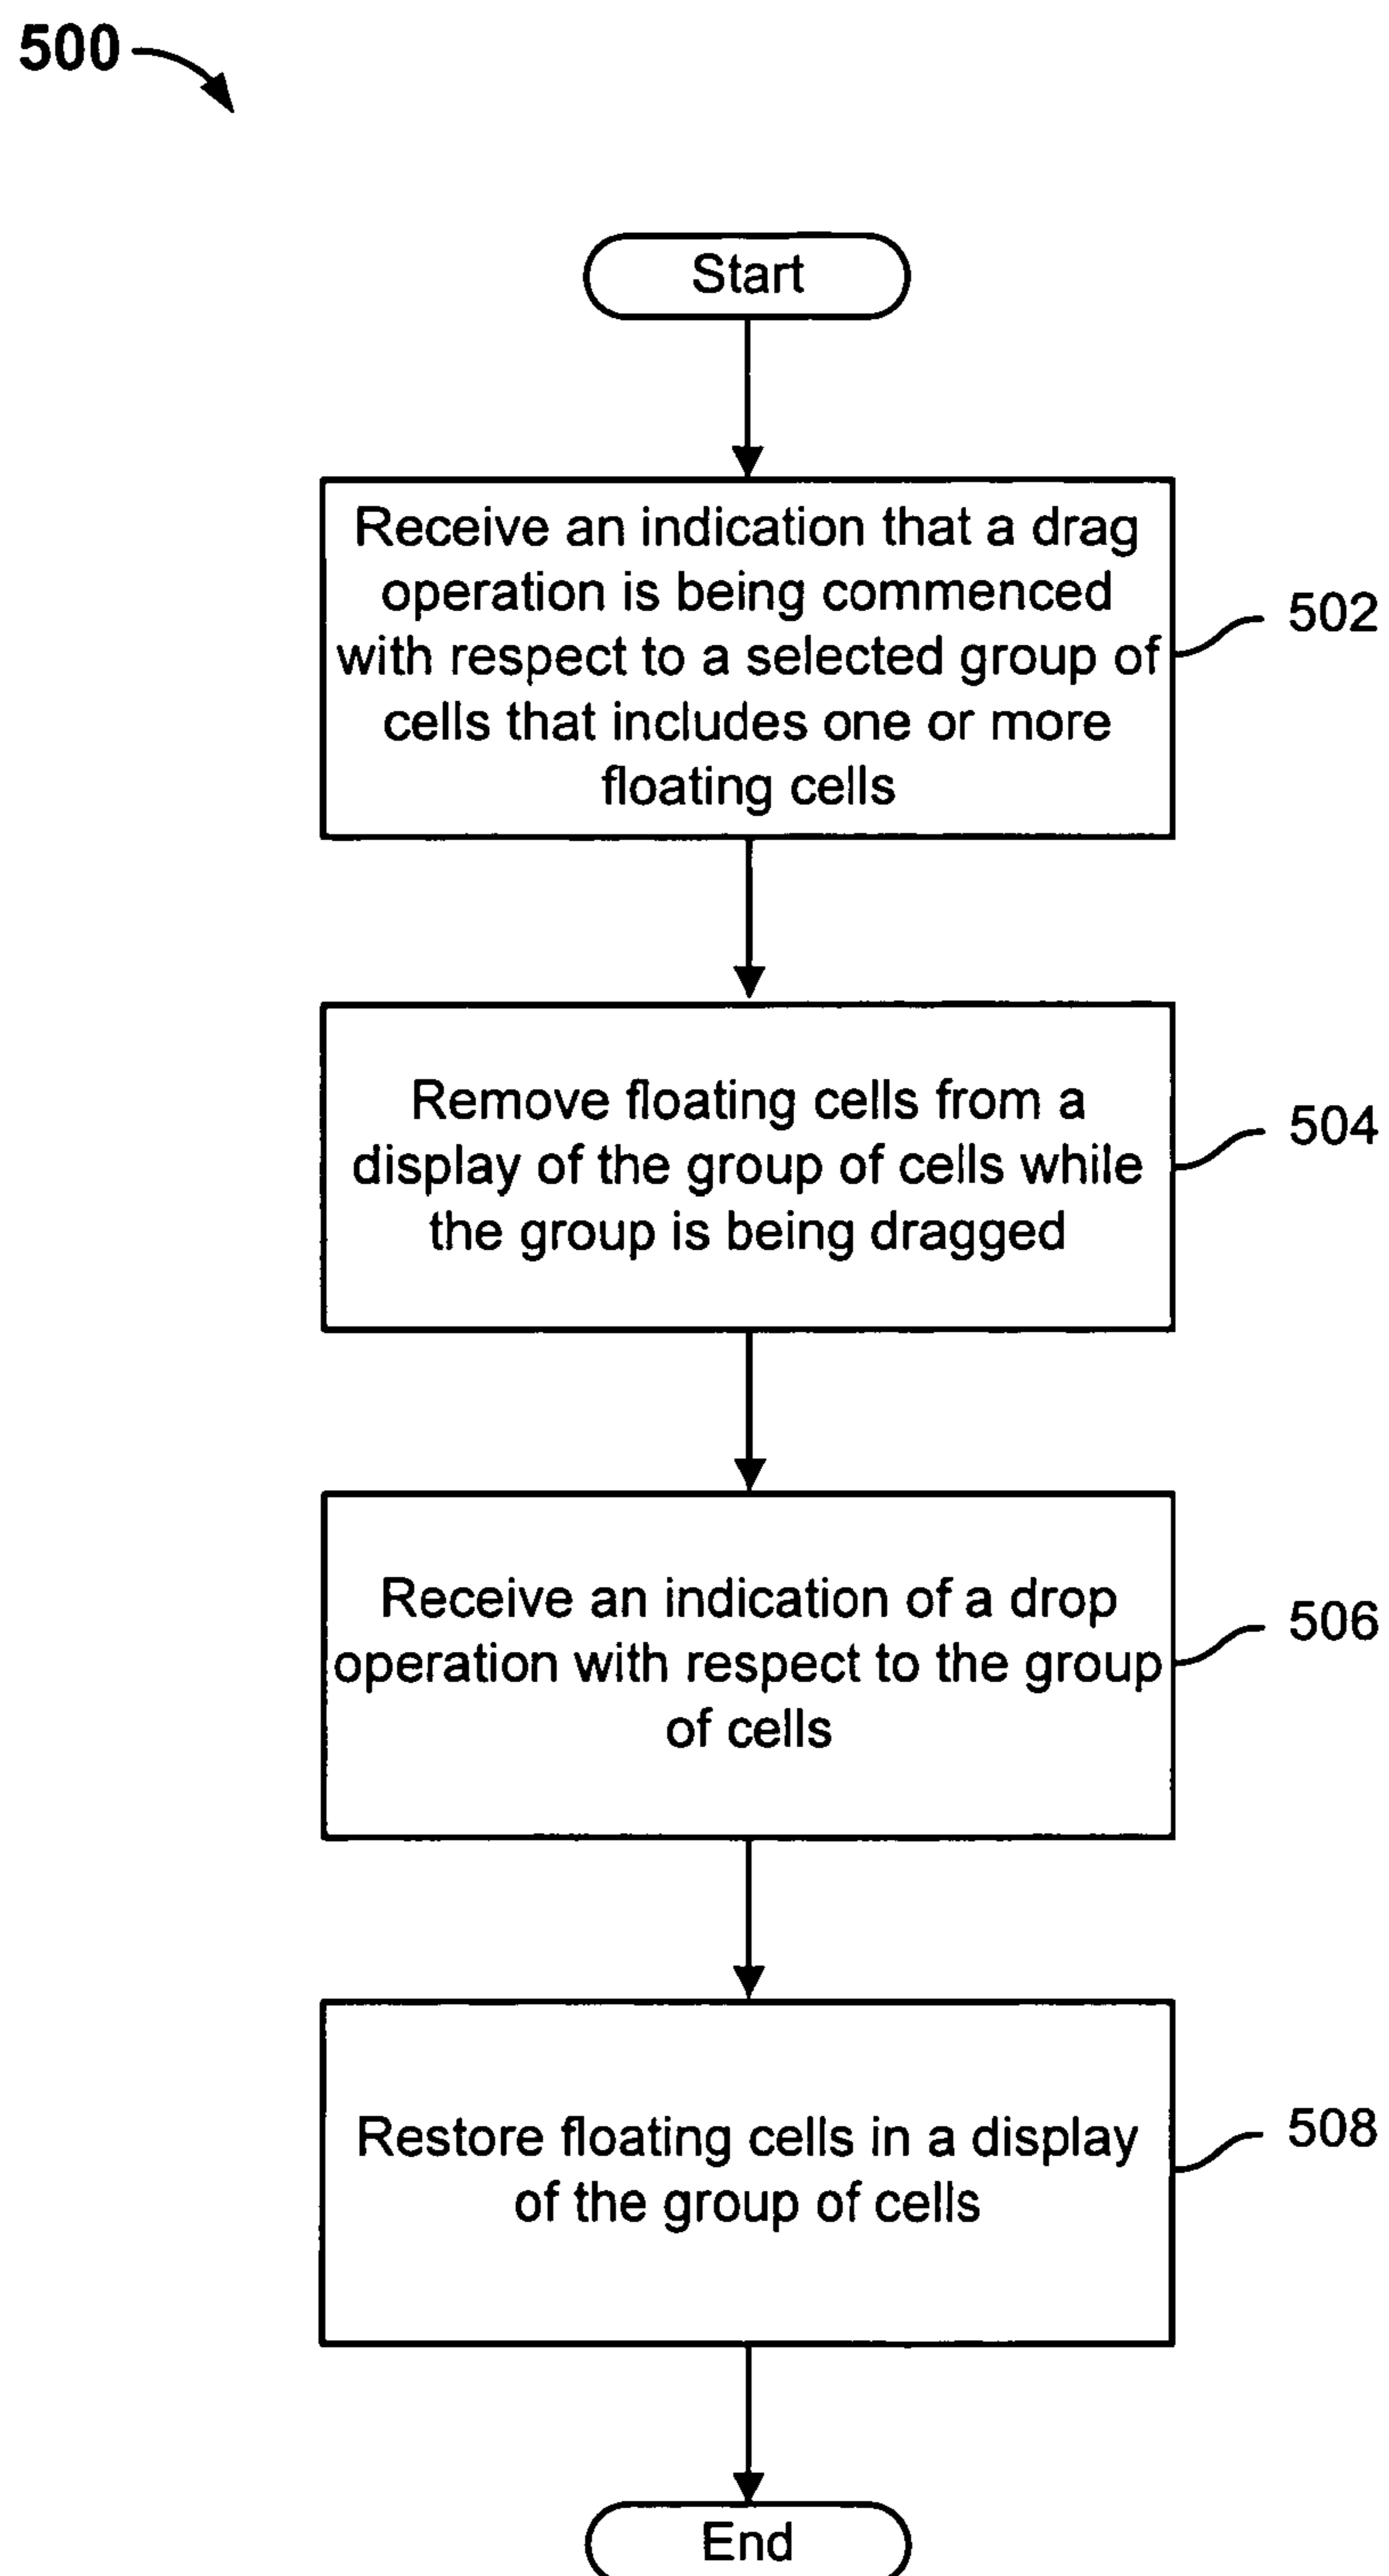 500
Start
Receive an indication that a drag
operation is being commenced
with respect to a selected group of
cells that includes one or more
floating cells
502
Remove floating cells from a
display of the group of cells while
the group is being dragged
504
Receive an indication of a drop
operation with respect to the group
of cells
506
Restore floating cells in a display
of the group of cells
508
End